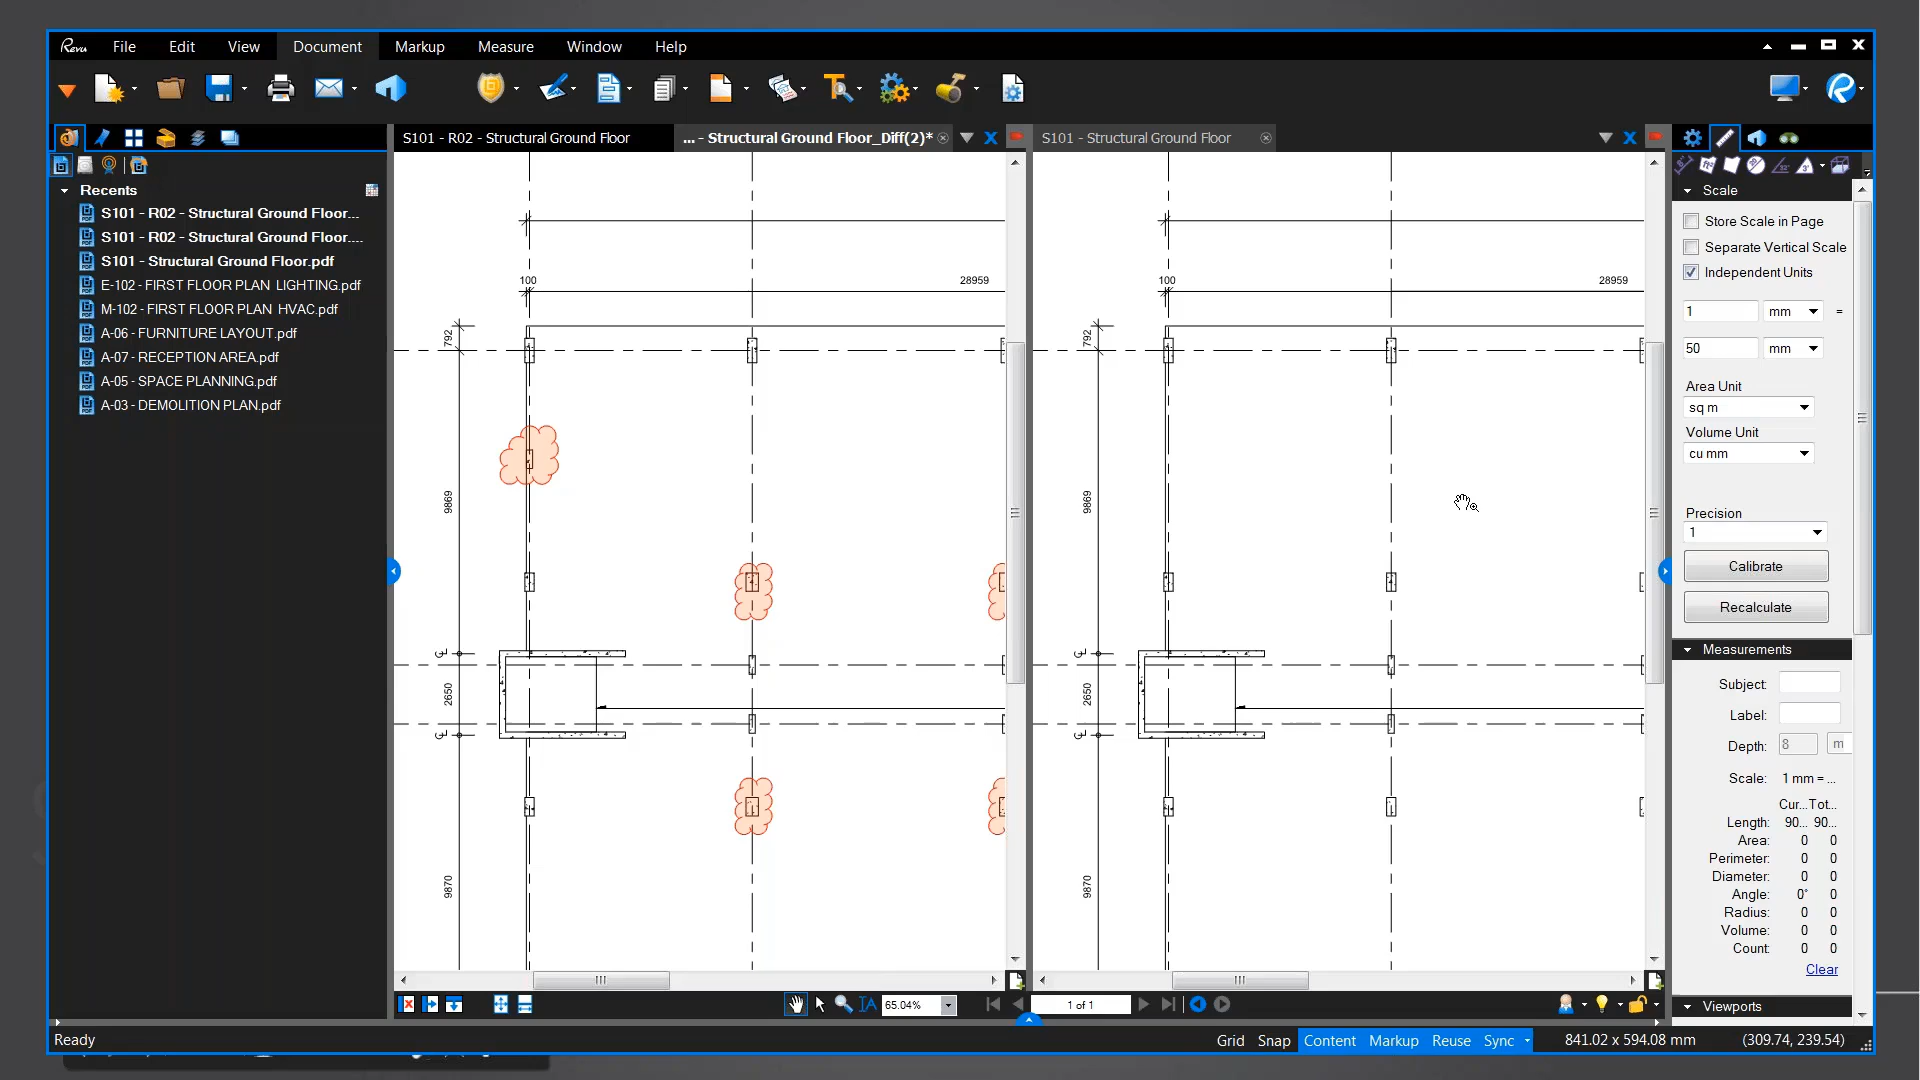 Revu File Edit View Document Markup Measure Window Help
S101 - R02 - Structural Ground Floor
... - Structural Ground Floor_Diff(2)*
S101 - Structural Ground Floor
Recents
S101 - R02 - Structural Ground Floor...
S101 - R02 - Structural Ground Floor....
S101 - Structural Ground Floor.pdf
E-102 - FIRST FLOOR PLAN LIGHTING.pdf
M-102 - FIRST FLOOR PLAN HVAC.pdf
A-06 - FURNITURE LAYOUT.pdf
A-07 - RECEPTION AREA.pdf
A-05 - SPACE PLANNING.pdf
A-03 - DEMOLITION PLAN.pdf
100
28959
792
9869
2650
9870
100
28959
792
9869
2650
9870
Scale
Store Scale in Page
Separate Vertical Scale
Independent Units
1 mm =
50 mm
Area Unit
sq m
Volume Unit
cu mm
Precision
1
Calibrate
Recalculate
Measurements
Subject:
Label:
Depth: 8 m
Scale: 1 mm = ...
Cur... Tot...
Length: 90... 90...
Area: 0 0
Perimeter: 0 0
Diameter: 0 0
Angle: 0° 0
Radius: 0 0
Volume: 0 0
Count: 0 0
Clear
Viewports
65.04%
1 of 1
Ready
Grid Snap Content Markup Reuse Sync
841.02 x 594.08 mm
(309.74, 239.54)